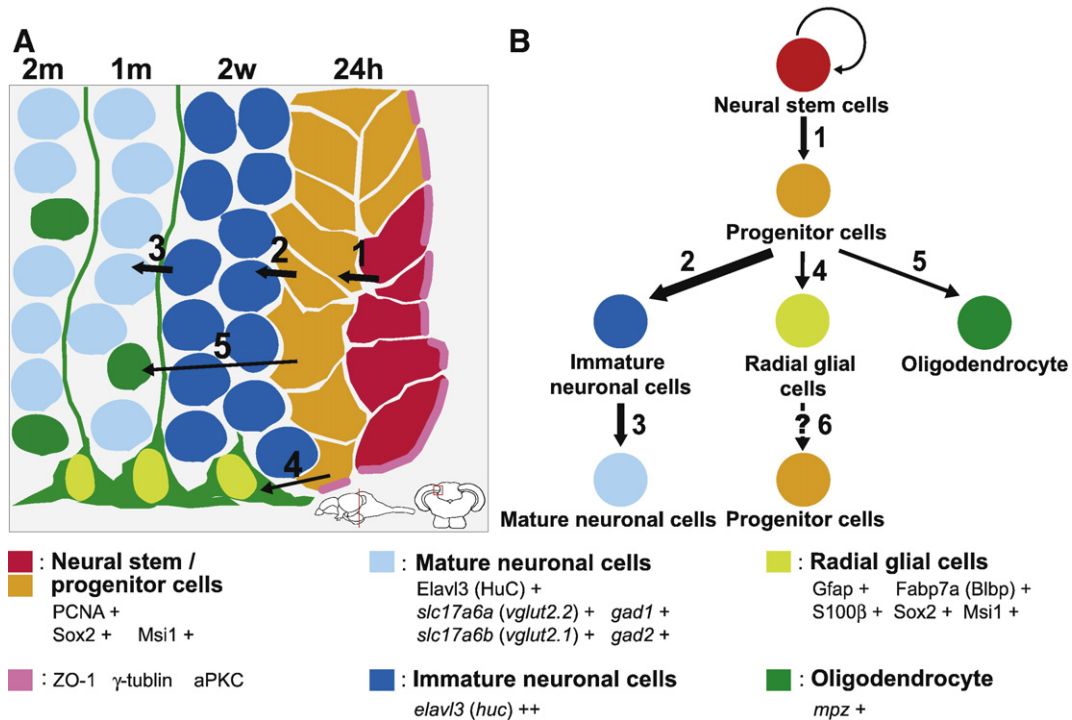 A
2m 1m 2w 24h
3 2 1
5
4
B
Neural stem cells
1
Progenitor cells
2 4 5
Immature
neuronal cells
Radial glial
cells
Oligodendrocyte
3
? 6
Mature neuronal cells
Progenitor cells
: Neural stem /
progenitor cells
PCNA +
Sox2 + Msi1 +
: ZO-1 γ-tublin aPKC
: Mature neuronal cells
Elavl3 (HuC) +
slc17a6a (vglut2.2) + gad1 +
slc17a6b (vglut2.1) + gad2 +
: Immature neuronal cells
elavl3 (huc) ++
: Radial glial cells
Gfap + Fabp7a (Blbp) +
S100β + Sox2 + Msi1 +
: Oligodendrocyte
mpz +